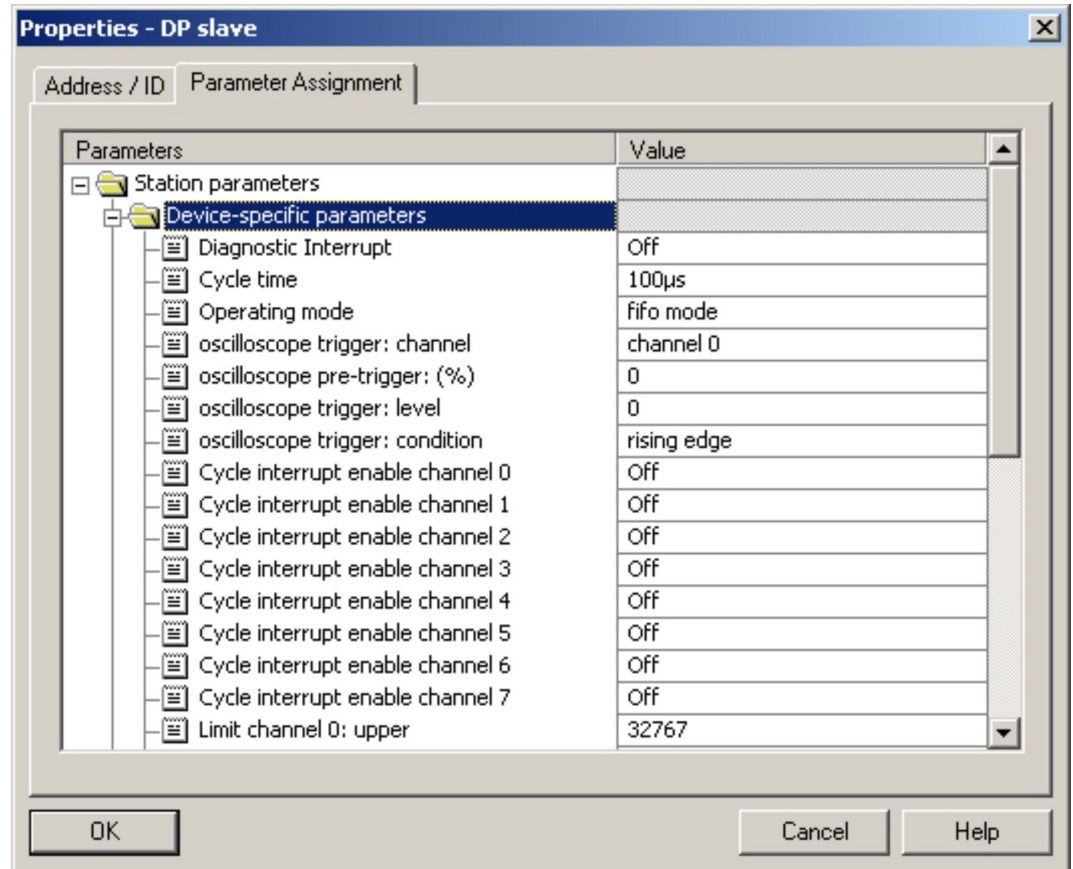 Properties - DP slave
Address / ID Parameter Assignment
Parameters Value
Station parameters
Device-specific parameters
Diagnostic Interrupt Off
Cycle time 100µs
Operating mode fifo mode
oscilloscope trigger: channel channel 0
oscilloscope pre-trigger: (%) 0
oscilloscope trigger: level 0
oscilloscope trigger: condition rising edge
Cycle interrupt enable channel 0 Off
Cycle interrupt enable channel 1 Off
Cycle interrupt enable channel 2 Off
Cycle interrupt enable channel 3 Off
Cycle interrupt enable channel 4 Off
Cycle interrupt enable channel 5 Off
Cycle interrupt enable channel 6 Off
Cycle interrupt enable channel 7 Off
Limit channel 0: upper 32767
OK Cancel Help